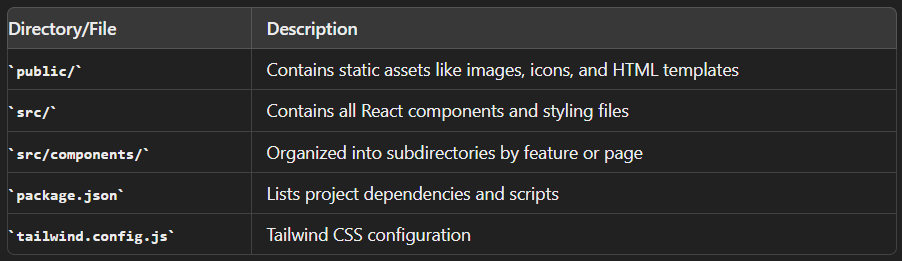 Directory/File Description
`public/` Contains static assets like images, icons, and HTML templates
`src/` Contains all React components and styling files
`src/components/` Organized into subdirectories by feature or page
`package.json` Lists project dependencies and scripts
`tailwind.config.js` Tailwind CSS configuration